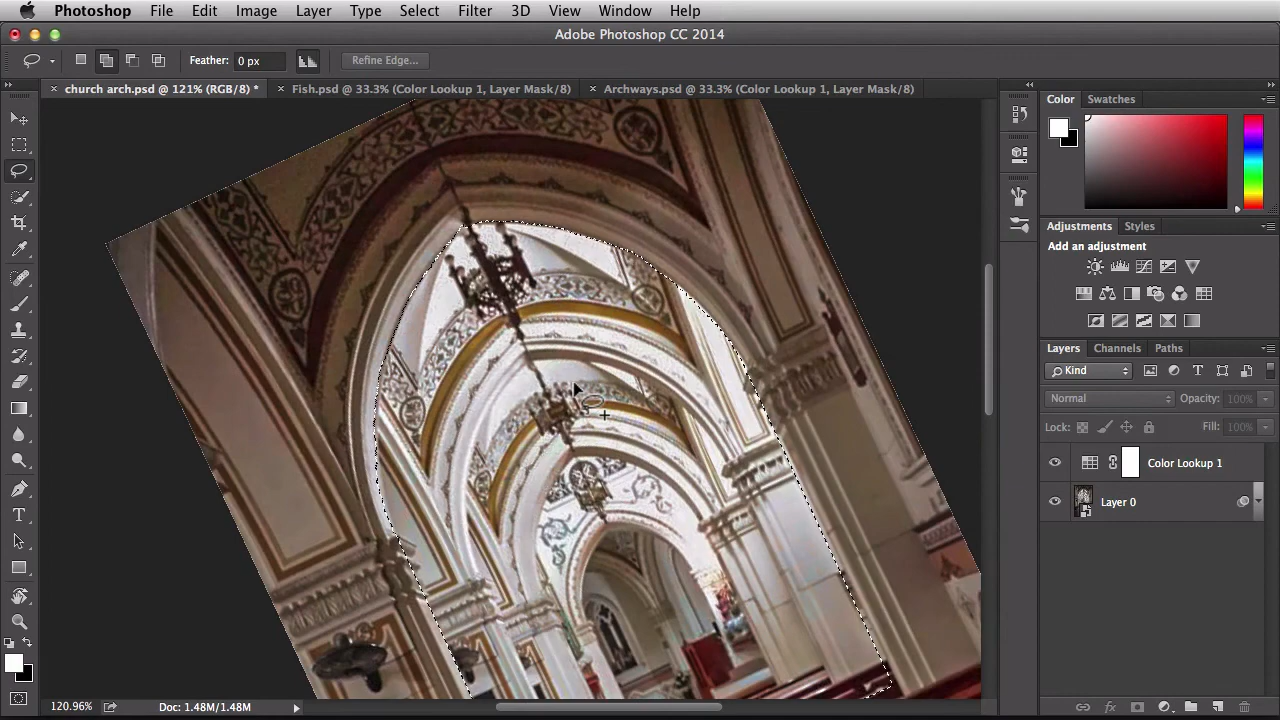 Photoshop File Edit Image Layer Type Select Filter 3D View Window Help
Adobe Photoshop CC 2014
Feather: 0 px Refine Edge...
× church arch.psd @ 121% (RGB/8) * × Fish.psd @ 33.3% (Color Lookup 1, Layer Mask/8) × Archways.psd @ 33.3% (Color Lookup 1, Layer Mask/8)
Color Swatches
Adjustments Styles
Add an adjustment
Layers Channels Paths
Kind
Normal Opacity: 100%
Lock: Fill: 100%
Color Lookup 1
Layer 0
120.96% Doc: 1.48M/1.48M